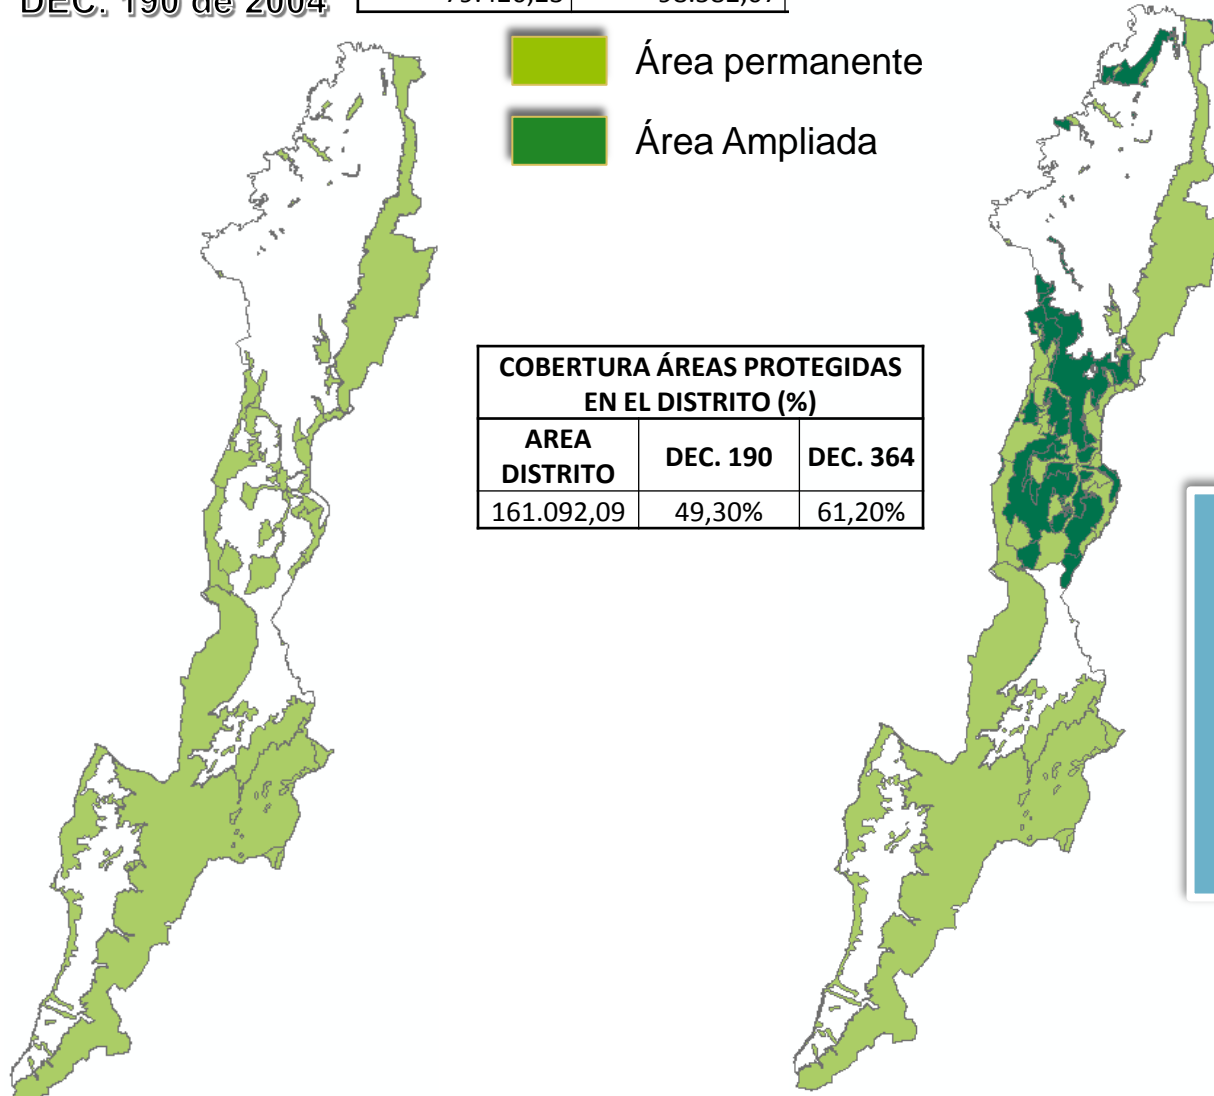 DEC. 190 de 2004
Área permanente
Área Ampliada
COBERTURA ÁREAS PROTEGIDAS
EN EL DISTRITO (%)
AREA DISTRITO DEC. 190 DEC. 364
161.092,09 49,30% 61,20%